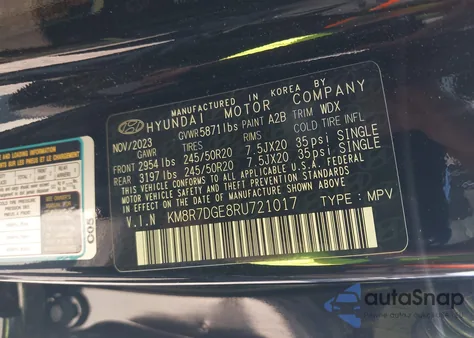 MANUFACTURED IN KOREA BY
HYUNDAI MOTOR COMPANY
NOV/2023 GVWR5871lbs PAINT A2B TRIM WDX
GAWR TIRES RIMS COLD TIRE INFL
FRONT 2954 lbs 245/50R20 7.5JX20 35psi SINGLE
REAR 3197 lbs 245/50R20 7.5JX20 35psi SINGLE
THIS VEHICLE CONFORMS TO ALL APPLICABLE U.S.A. FEDERAL
MOTOR VEHICLE SAFETY, BUMPER, AND THEFT PREVENTION
STANDARDS IN EFFECT ON THE DATE OF MANUFACTURE SHOWN ABOVE.
V.I.N KM8R7DGE8RU721017 TYPE : MPV
C05
autoSnap